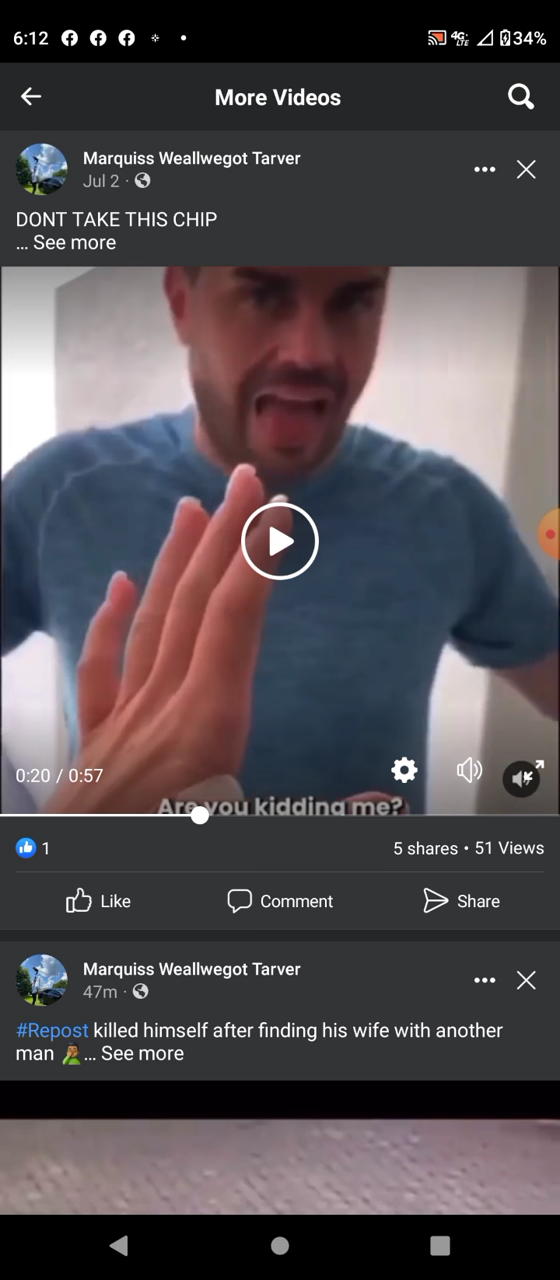 6:12
4G
LTE
34%
More Videos
Marquiss Weallwegot Tarver
Jul 2 ·
DONT TAKE THIS CHIP
... See more
0:20 / 0:57
Are you kidding me?
1
5 shares • 51 Views
Like
Comment
Share
Marquiss Weallwegot Tarver
47m ·
#Repost killed himself after finding his wife with another
man 🤦... See more